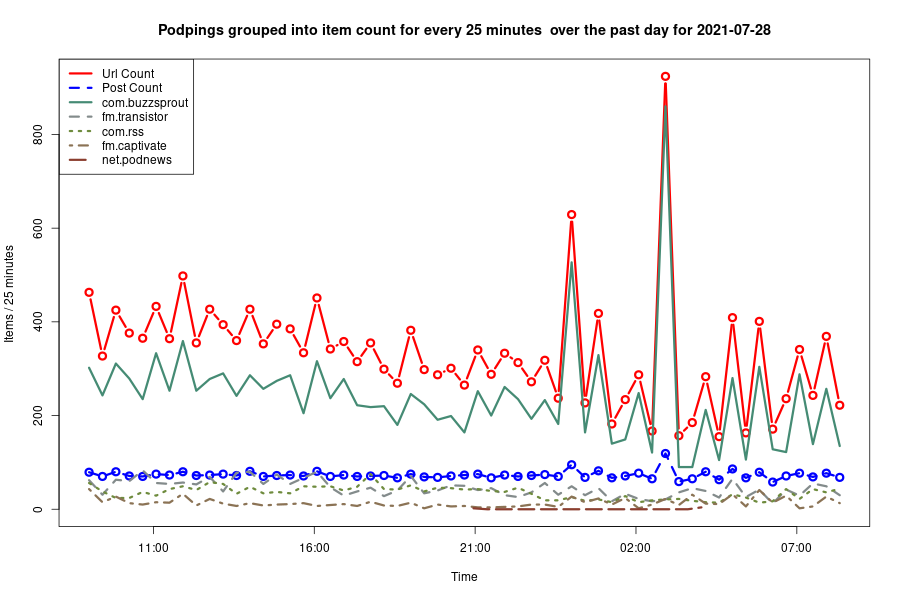 Podpings grouped into item count for every 25 minutes  over the past day for 2021-07-28
Url Count
Post Count
com.buzzsprout
fm.transistor
com.rss
fm.captivate
net.podnews
Items / 25 minutes
800
600
400
200
0
11:00
16:00
21:00
02:00
07:00
Time